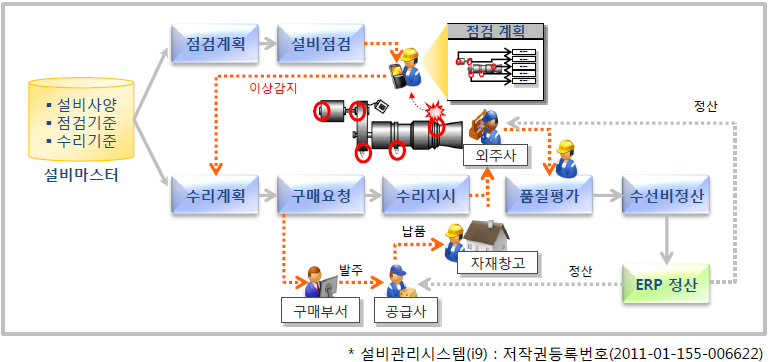 점검계획
설비점검
점검 계획
이상감지
▪ 설비사양
▪ 점검기준
▪ 수리기준
설비마스터
정산
외주사
수리계획
구매요청
수리지시
품질평가
수선비정산
납품
자재창고
발주
정산
구매부서
공급사
ERP 정산
* 설비관리시스템(i9) : 저작권등록번호(2011-01-155-006622)